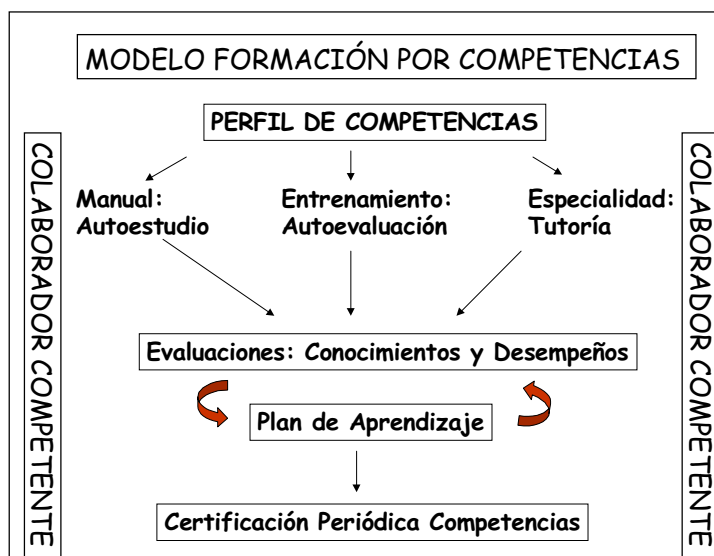 MODELO FORMACIÓN POR COMPETENCIAS
PERFIL DE COMPETENCIAS
COLABORADOR COMPETENTE
Manual:
Autoestudio
Entrenamiento:
Autoevaluación
Especialidad:
Tutoría
COLABORADOR COMPETENTE
Evaluaciones: Conocimientos y Desempeños
Plan de Aprendizaje
Certificación Periódica Competencias